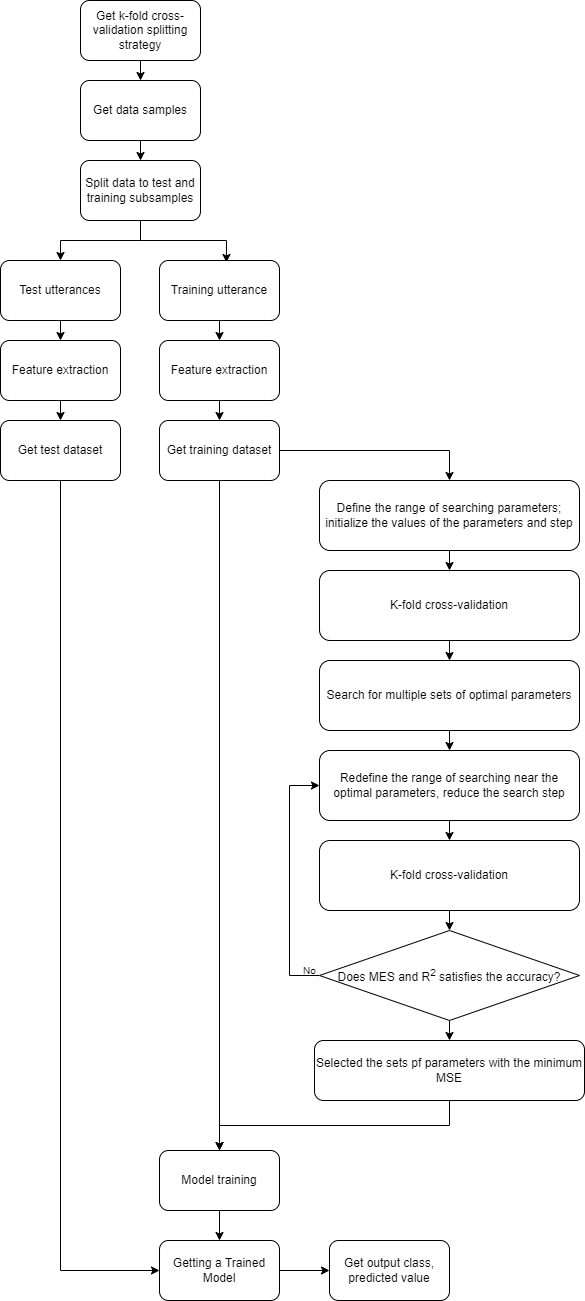 Get k-fold cross-
validation splitting
strategy
Get data samples
Split data to test and
training subsamples
Test utterances
Training utterance
Feature extraction
Feature extraction
Get test dataset
Get training dataset
Define the range of searching parameters;
initialize the values of the parameters and step
K-fold cross-validation
Search for multiple sets of optimal parameters
Redefine the range of searching near the
optimal parameters, reduce the search step
K-fold cross-validation
No
Does MES and R² satisfies the accuracy?
Selected the sets pf parameters with the minimum
MSE
Model training
Getting a Trained
Model
Get output class,
predicted value